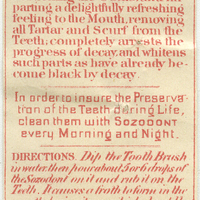 parting a delightfully refreshing
feeling to the Mouth, removing
all Tartar and Scurf from the
Teeth, completely arrests the
progress of decay, and whitens
such parts as have already be-
come black by decay.
In order to insure the Preserva-
tion of the Teeth during Life,
clean them with SOZODONT
every Morning and Night.
DIRECTIONS. Dip the Tooth Brush
in water, then pour about 5 or 6 drops of
the Sozodont on it and rub it on the
Teeth. It causes a froth to form in the